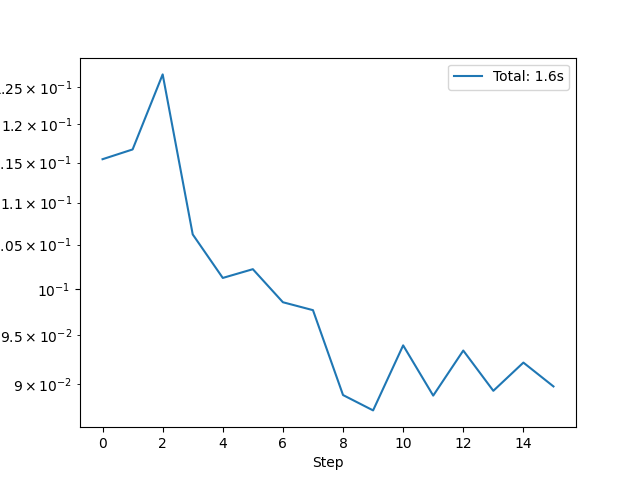 Total: 1.6s
.25 × 10⁻¹
1.2 × 10⁻¹
.15 × 10⁻¹
1.1 × 10⁻¹
.05 × 10⁻¹
10⁻¹
9.5 × 10⁻²
9 × 10⁻²
0 2 4 6 8 10 12 14
Step